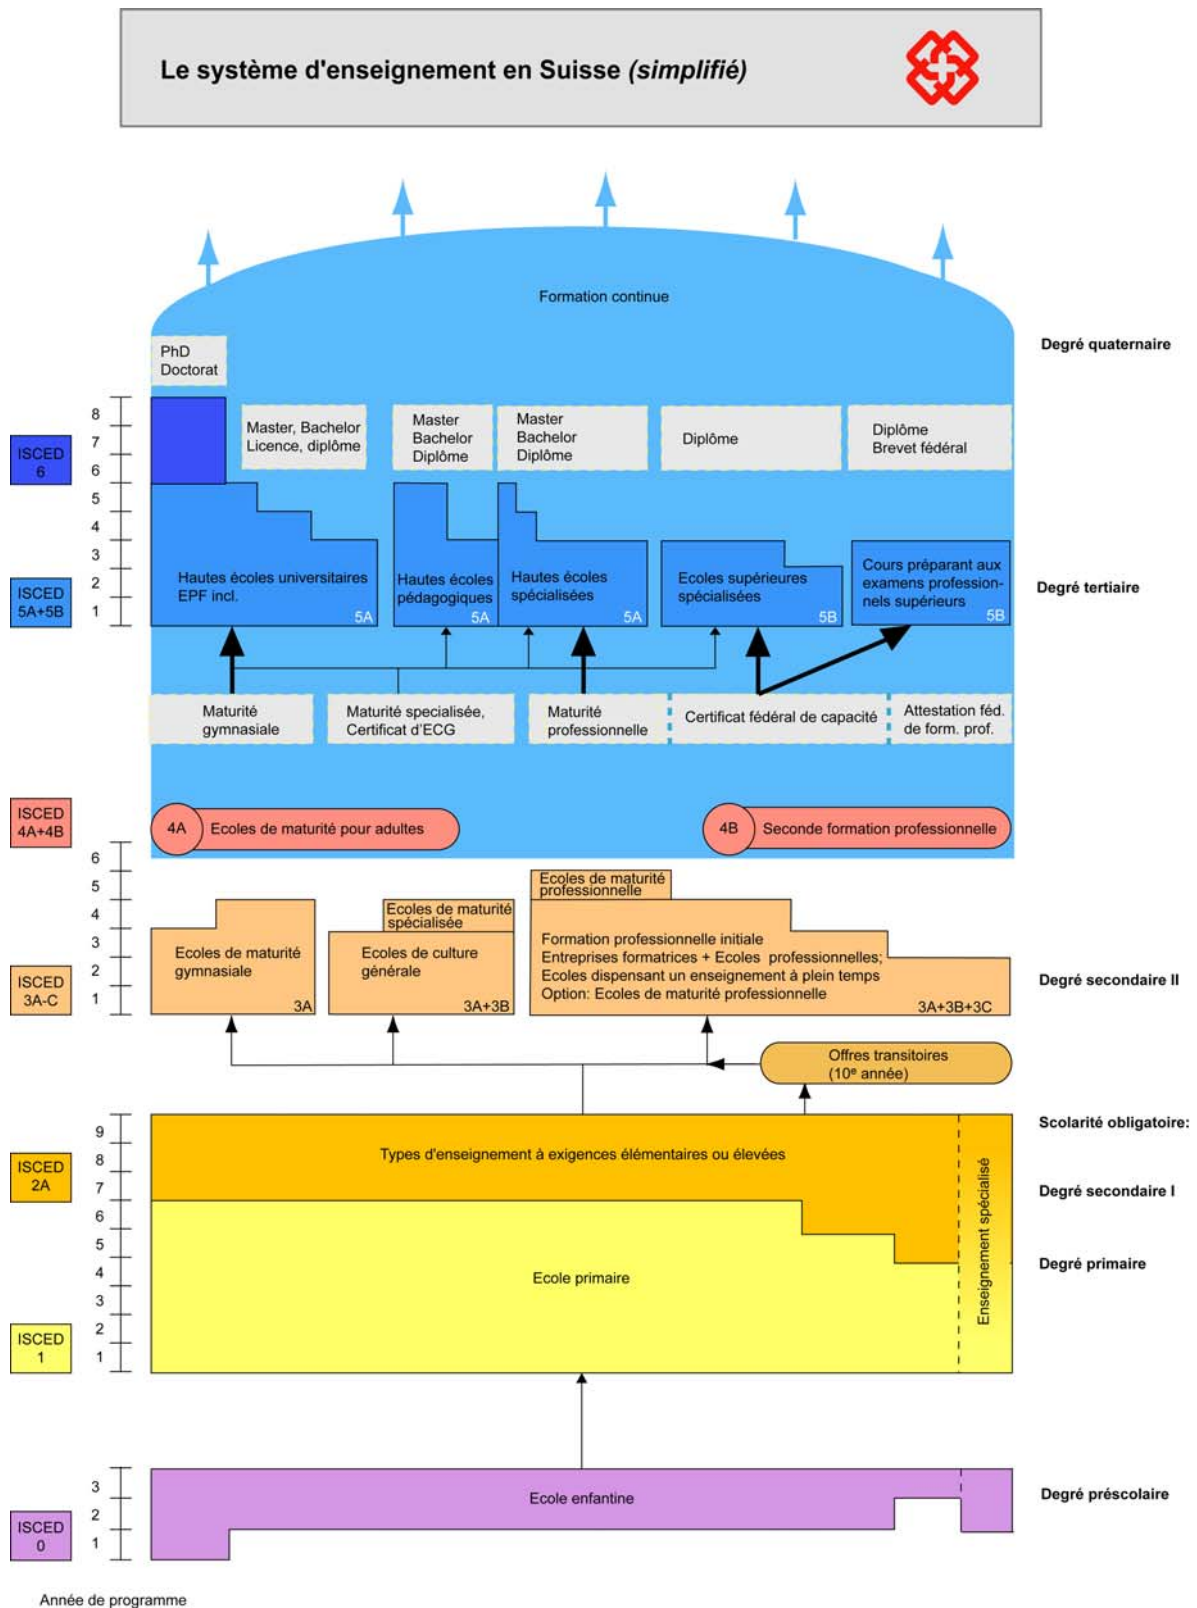 Le système d'enseignement en Suisse (simplifié)
Formation continue
Degré quaternaire
PhD
Doctorat
8
7
6
5
4
3
2
1
ISCED
6
Master, Bachelor
Licence, diplôme
Master
Bachelor
Diplôme
Master
Bachelor
Diplôme
Diplôme
Diplôme
Brevet fédéral
ISCED
5A+5B
Hautes écoles universitaires
EPF incl.
5A
Hautes écoles
pédagogiques
5A
Hautes écoles
spécialisées
5A
Ecoles supérieures
spécialisées
5B
Cours préparant aux
examens profession-
nels supérieurs
5B
Degré tertiaire
Maturité
gymnasiale
Maturité specialisée,
Certificat d'ECG
Maturité
professionnelle
Certificat fédéral de capacité
Attestation féd.
de form. prof.
ISCED
4A+4B
4A
Ecoles de maturité pour adultes
4B
Seconde formation professionnelle
6
5
4
3
2
1
ISCED
3A-C
Ecoles de maturité
gymnasiale
3A
Ecoles de maturité
spécialisée
Ecoles de culture
générale
3A+3B
Ecoles de maturité
professionnelle
Formation professionnelle initiale
Entreprises formatrices + Ecoles professionnelles;
Ecoles dispensant un enseignement à plein temps
Option: Ecoles de maturité professionnelle
3A+3B+3C
Degré secondaire II
Offres transitoires
(10e année)
9
8
7
6
5
4
3
2
1
ISCED
2A
Types d'enseignement à exigences élémentaires ou élevées
Scolarité obligatoire:
Degré secondaire I
Degré primaire
Enseignement spécialisé
Ecole primaire
ISCED
1
3
2
1
ISCED
0
Ecole enfantine
Degré préscolaire
Année de programme